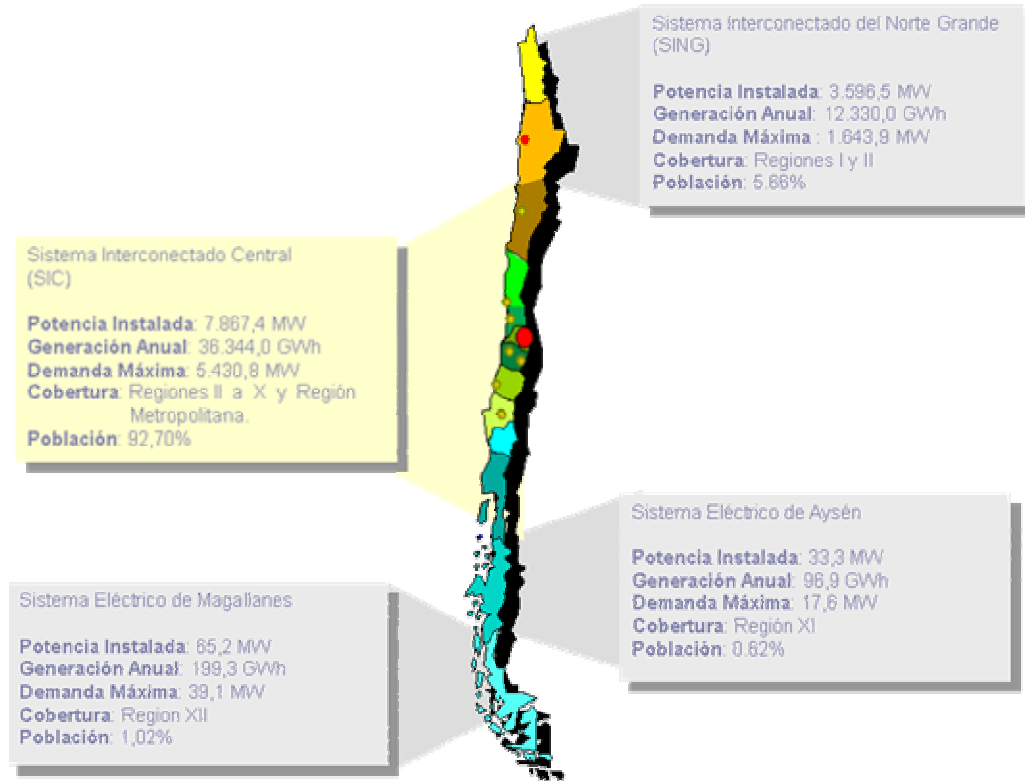 Sistema Interconectado del Norte Grande
(SING)
Potencia Instalada: 3.596,5 MW
Generación Anual: 12.330,0 GWh
Demanda Máxima : 1.643,9 MW
Cobertura: Regiones I y II
Población: 5.66%
Sistema Interconectado Central
(SIC)
Potencia Instalada: 7.867,4 MW
Generación Anual: 36.344,0 GWh
Demanda Máxima: 5.430,8 MW
Cobertura: Regiones II a X y Región
Metropolitana.
Población: 92,70%
Sistema Eléctrico de Aysén
Potencia Instalada: 33,3 MW
Generación Anual: 96,9 GWh
Demanda Máxima: 17,6 MW
Cobertura: Región XI
Población: 0.62%
Sistema Eléctrico de Magallanes
Potencia Instalada: 65,2 MW
Generación Anual: 199,3 GWh
Demanda Máxima: 39,1 MW
Cobertura: Region XII
Población: 1,02%